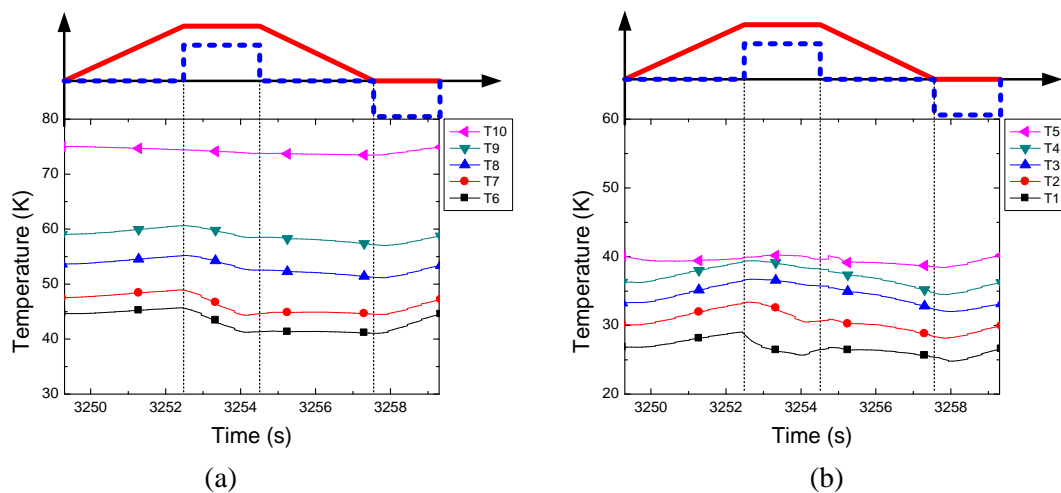 80
70
60
50
40
30
Temperature (K)
3250
3252
3254
3256
3258
Time (s)
T10
T9
T8
T7
T6
(a)
60
50
40
30
20
Temperature (K)
3250
3252
3254
3256
3258
Time (s)
T5
T4
T3
T2
T1
(b)